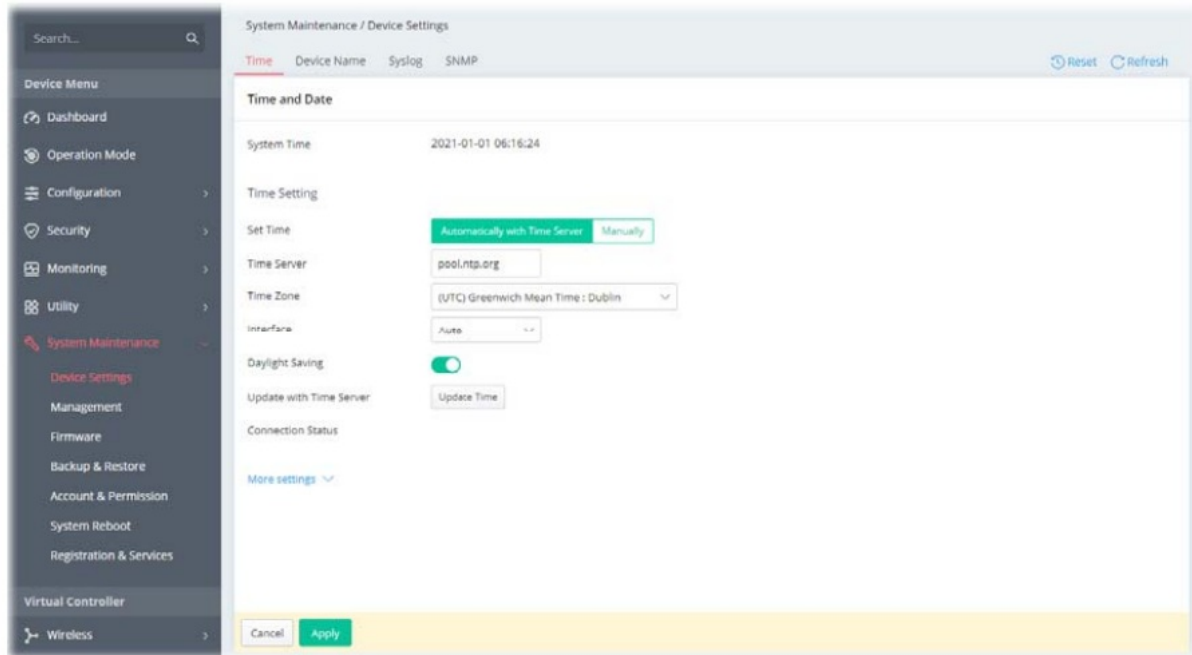 Search...
Device Menu
Dashboard
Operation Mode
Configuration
Security
Monitoring
Utility
System Maintenance
Device Settings
Management
Firmware
Backup & Restore
Account & Permission
System Reboot
Registration & Services
Virtual Controller
Wireless
System Maintenance / Device Settings
Time Device Name Syslog SNMP
Reset Refresh
Time and Date
System Time 2021-01-01 06:16:24
Time Setting
Set Time Automatically with Time Server Manually
Time Server pool.ntp.org
Time Zone (UTC) Greenwich Mean Time : Dublin
Interface Auto
Daylight Saving
Update with Time Server Update Time
Connection Status
More settings
Cancel Apply